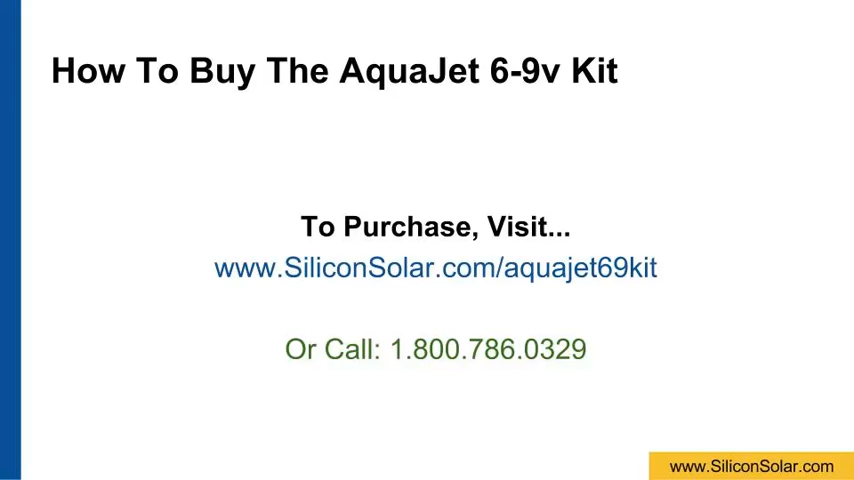 How To Buy The AquaJet 6-9v Kit
To Purchase, Visit...
www.SiliconSolar.com/aquajet69kit
Or Call: 1.800.786.0329
www.SiliconSolar.com